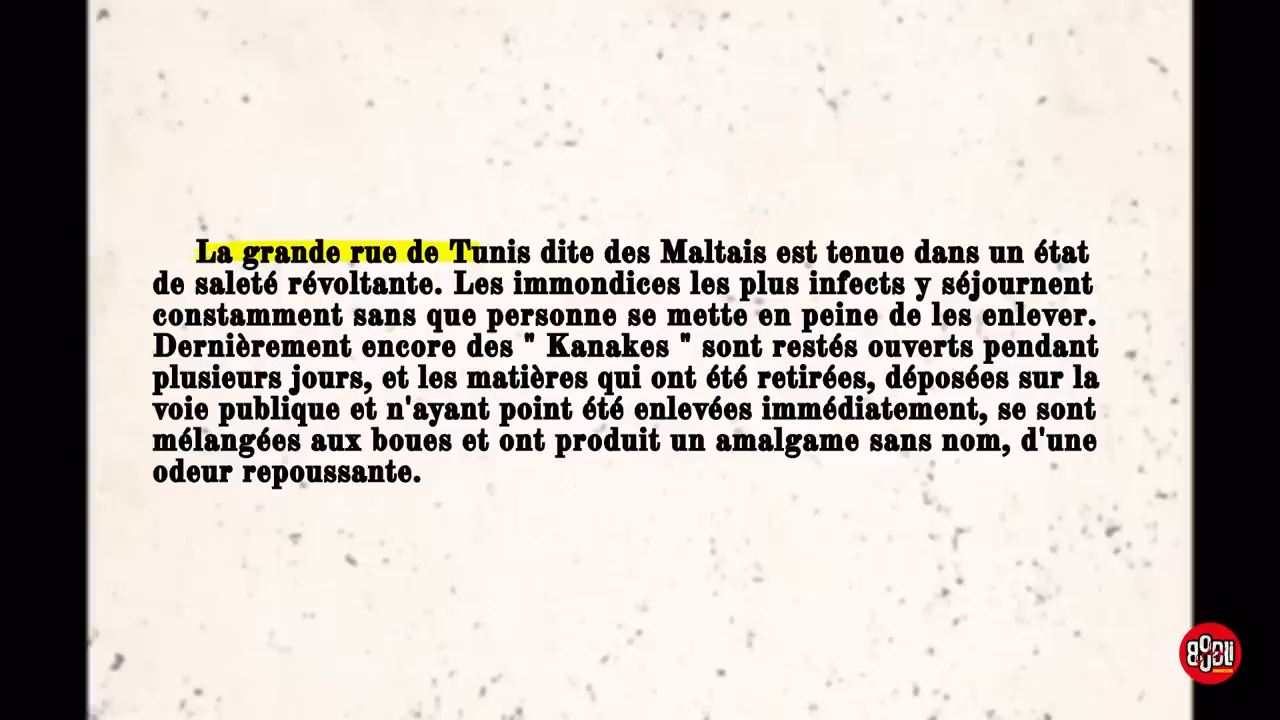 La grande rue de Tunis dite des Maltais est tenue dans un état
de saleté révoltante. Les immondices les plus infects y séjournent
constamment sans que personne se mette en peine de les enlever.
Dernièrement encore des " Kanakes " sont restés ouverts pendant
plusieurs jours, et les matières qui ont été retirées, déposées sur la
voie publique et n'ayant point été enlevées immédiatement, se sont
mélangées aux boues et ont produit un amalgame sans nom, d'une
odeur repoussante.